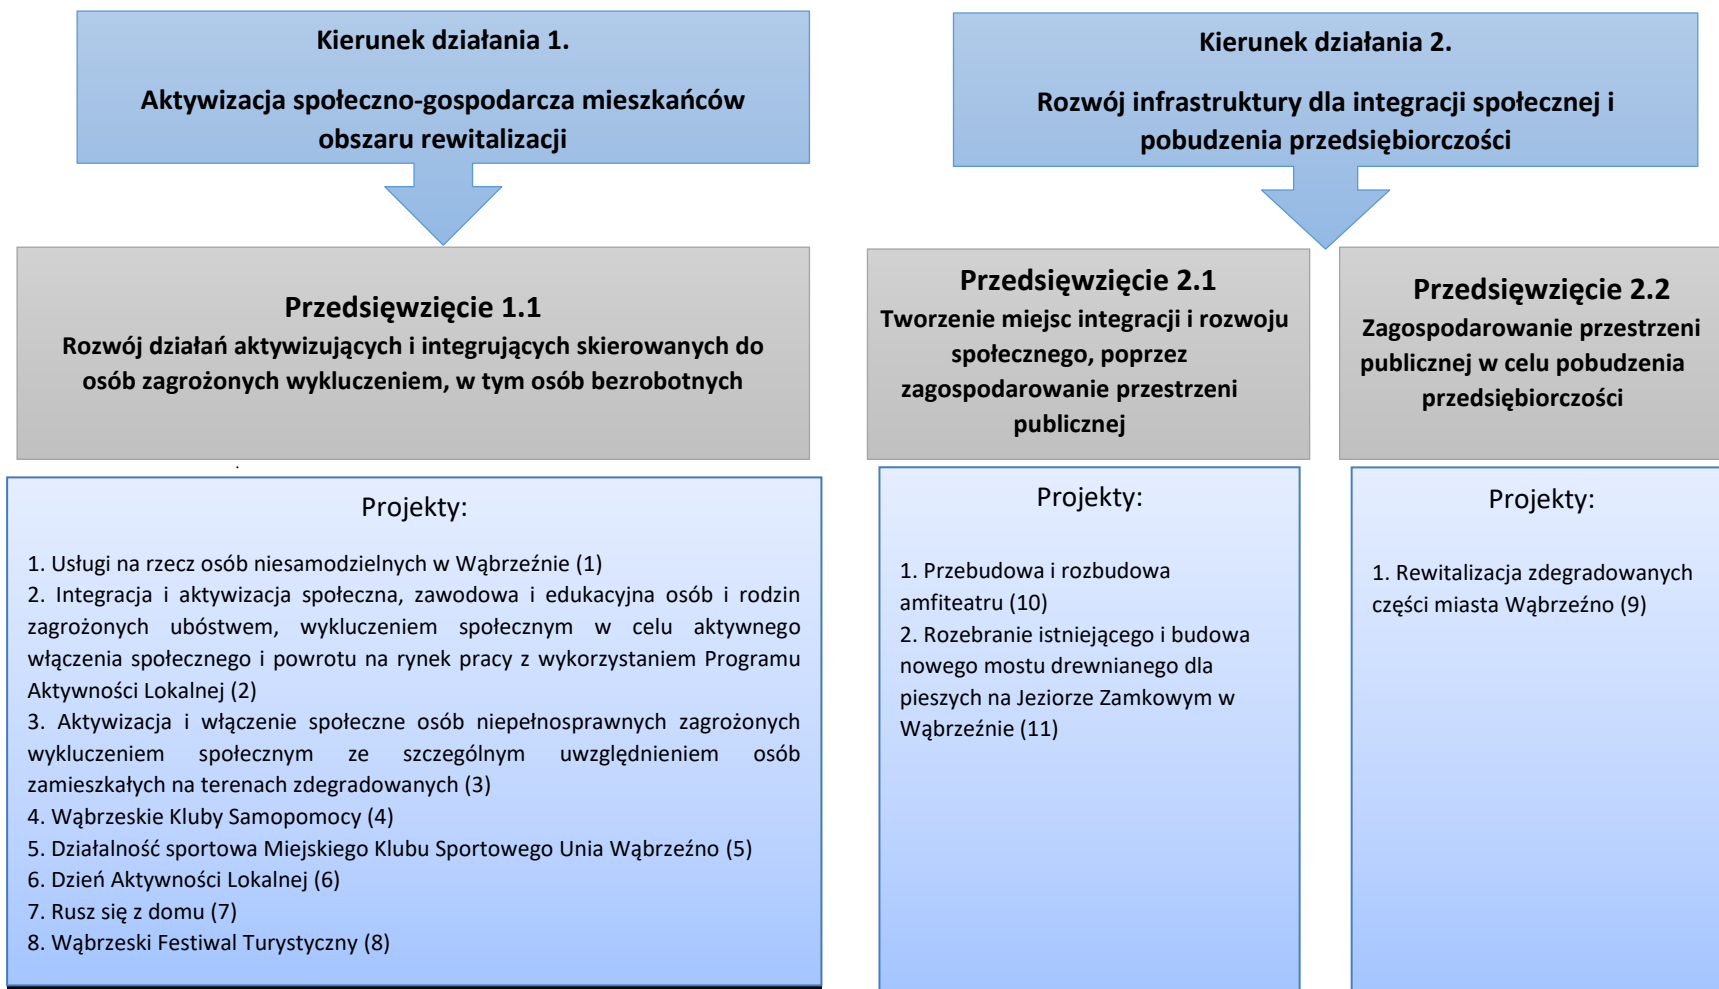 Kierunek działania 1.
Aktywizacja społeczno-gospodarcza mieszkańców
obszaru rewitalizacji
Kierunek działania 2.
Rozwój infrastruktury dla integracji społecznej i
pobudzenia przedsiębiorczości
Przedsięwzięcie 1.1
Rozwój działań aktywizujących i integrujących skierowanych do
osób zagrożonych wykluczeniem, w tym osób bezrobotnych
Przedsięwzięcie 2.1
Tworzenie miejsc integracji i rozwoju
społecznego, poprzez
zagospodarowanie przestrzeni
publicznej
Przedsięwzięcie 2.2
Zagospodarowanie przestrzeni
publicznej w celu pobudzenia
przedsiębiorczości
Projekty:
1. Usługi na rzecz osób niesamodzielnych w Wąbrzeźnie (1)
2. Integracja i aktywizacja społeczna, zawodowa i edukacyjna osób i rodzin
zagrożonych ubóstwem, wykluczeniem społecznym w celu aktywnego
włączenia społecznego i powrotu na rynek pracy z wykorzystaniem Programu
Aktywności Lokalnej (2)
3. Aktywizacja i włączenie społeczne osób niepełnosprawnych zagrożonych
wykluczeniem społecznym ze szczególnym uwzględnieniem osób
zamieszkałych na terenach zdegradowanych (3)
4. Wąbrzeskie Kluby Samopomocy (4)
5. Działalność sportowa Miejskiego Klubu Sportowego Unia Wąbrzeźno (5)
6. Dzień Aktywności Lokalnej (6)
7. Rusz się z domu (7)
8. Wąbrzeski Festiwal Turystyczny (8)
Projekty:
1. Przebudowa i rozbudowa
amfiteatru (10)
2. Rozebranie istniejącego i budowa
nowego mostu drewnianego dla
pieszych na Jeziorze Zamkowym w
Wąbrzeźnie (11)
Projekty:
1. Rewitalizacja zdegradowanych
części miasta Wąbrzeźno (9)